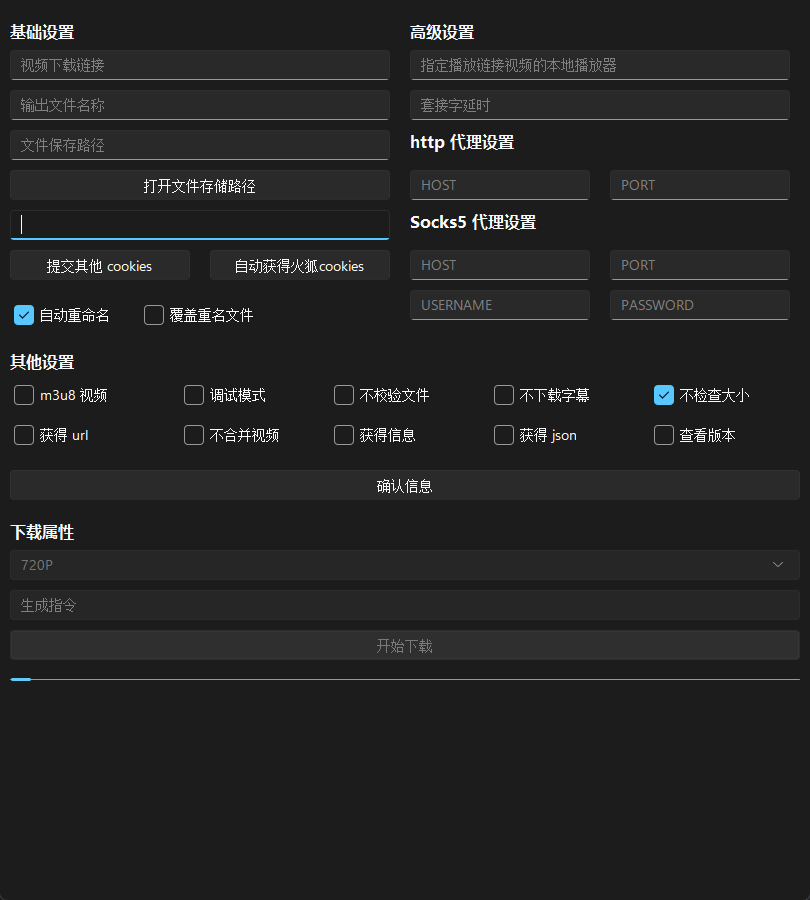 基础设置
视频下载链接
输出文件名称
文件保存路径
打开文件存储路径
提交其他 cookies
自动获得火狐cookies
自动重命名
覆盖重名文件
高级设置
指定播放链接视频的本地播放器
套接字延时
http 代理设置
HOST
PORT
Socks5 代理设置
HOST
PORT
USERNAME
PASSWORD
其他设置
m3u8 视频
调试模式
不校验文件
不下载字幕
不检查大小
获得 url
不合并视频
获得信息
获得 json
查看版本
确认信息
下载属性
720P
生成指令
开始下载